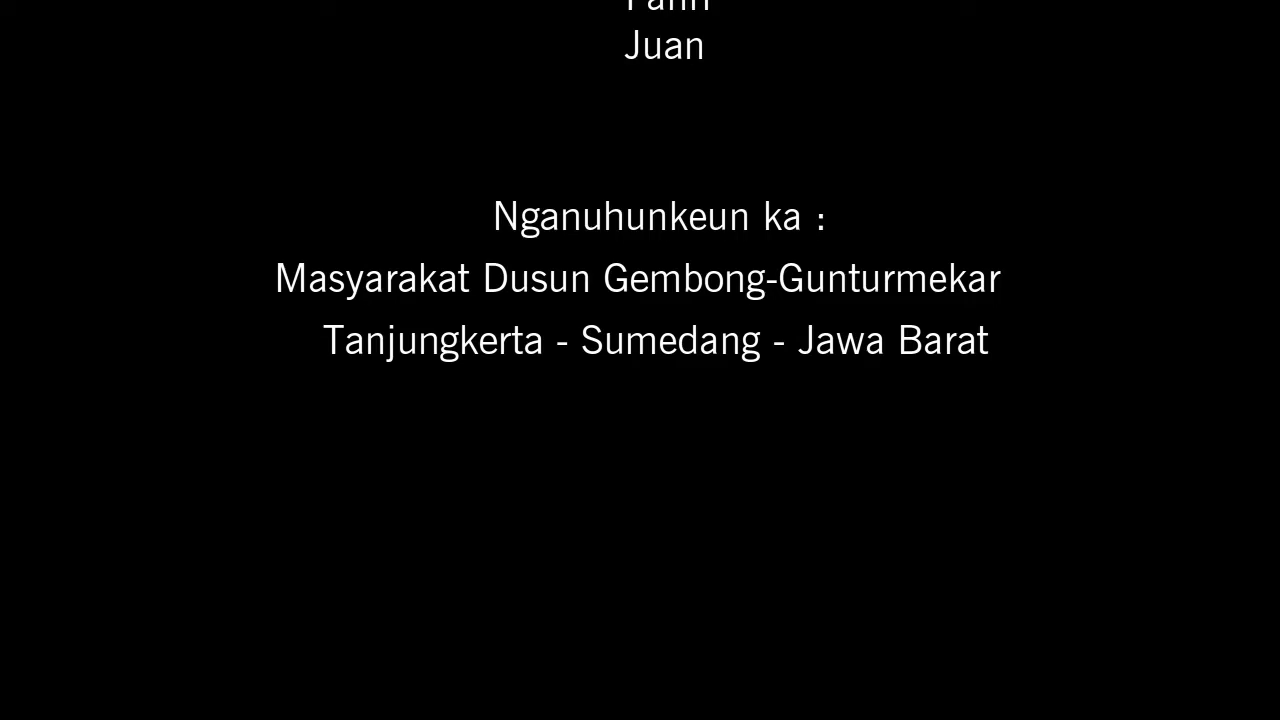 Juan
Nganuhunkeun ka :
Masyarakat Dusun Gembong-Gunturmekar
Tanjungkerta - Sumedang - Jawa Barat